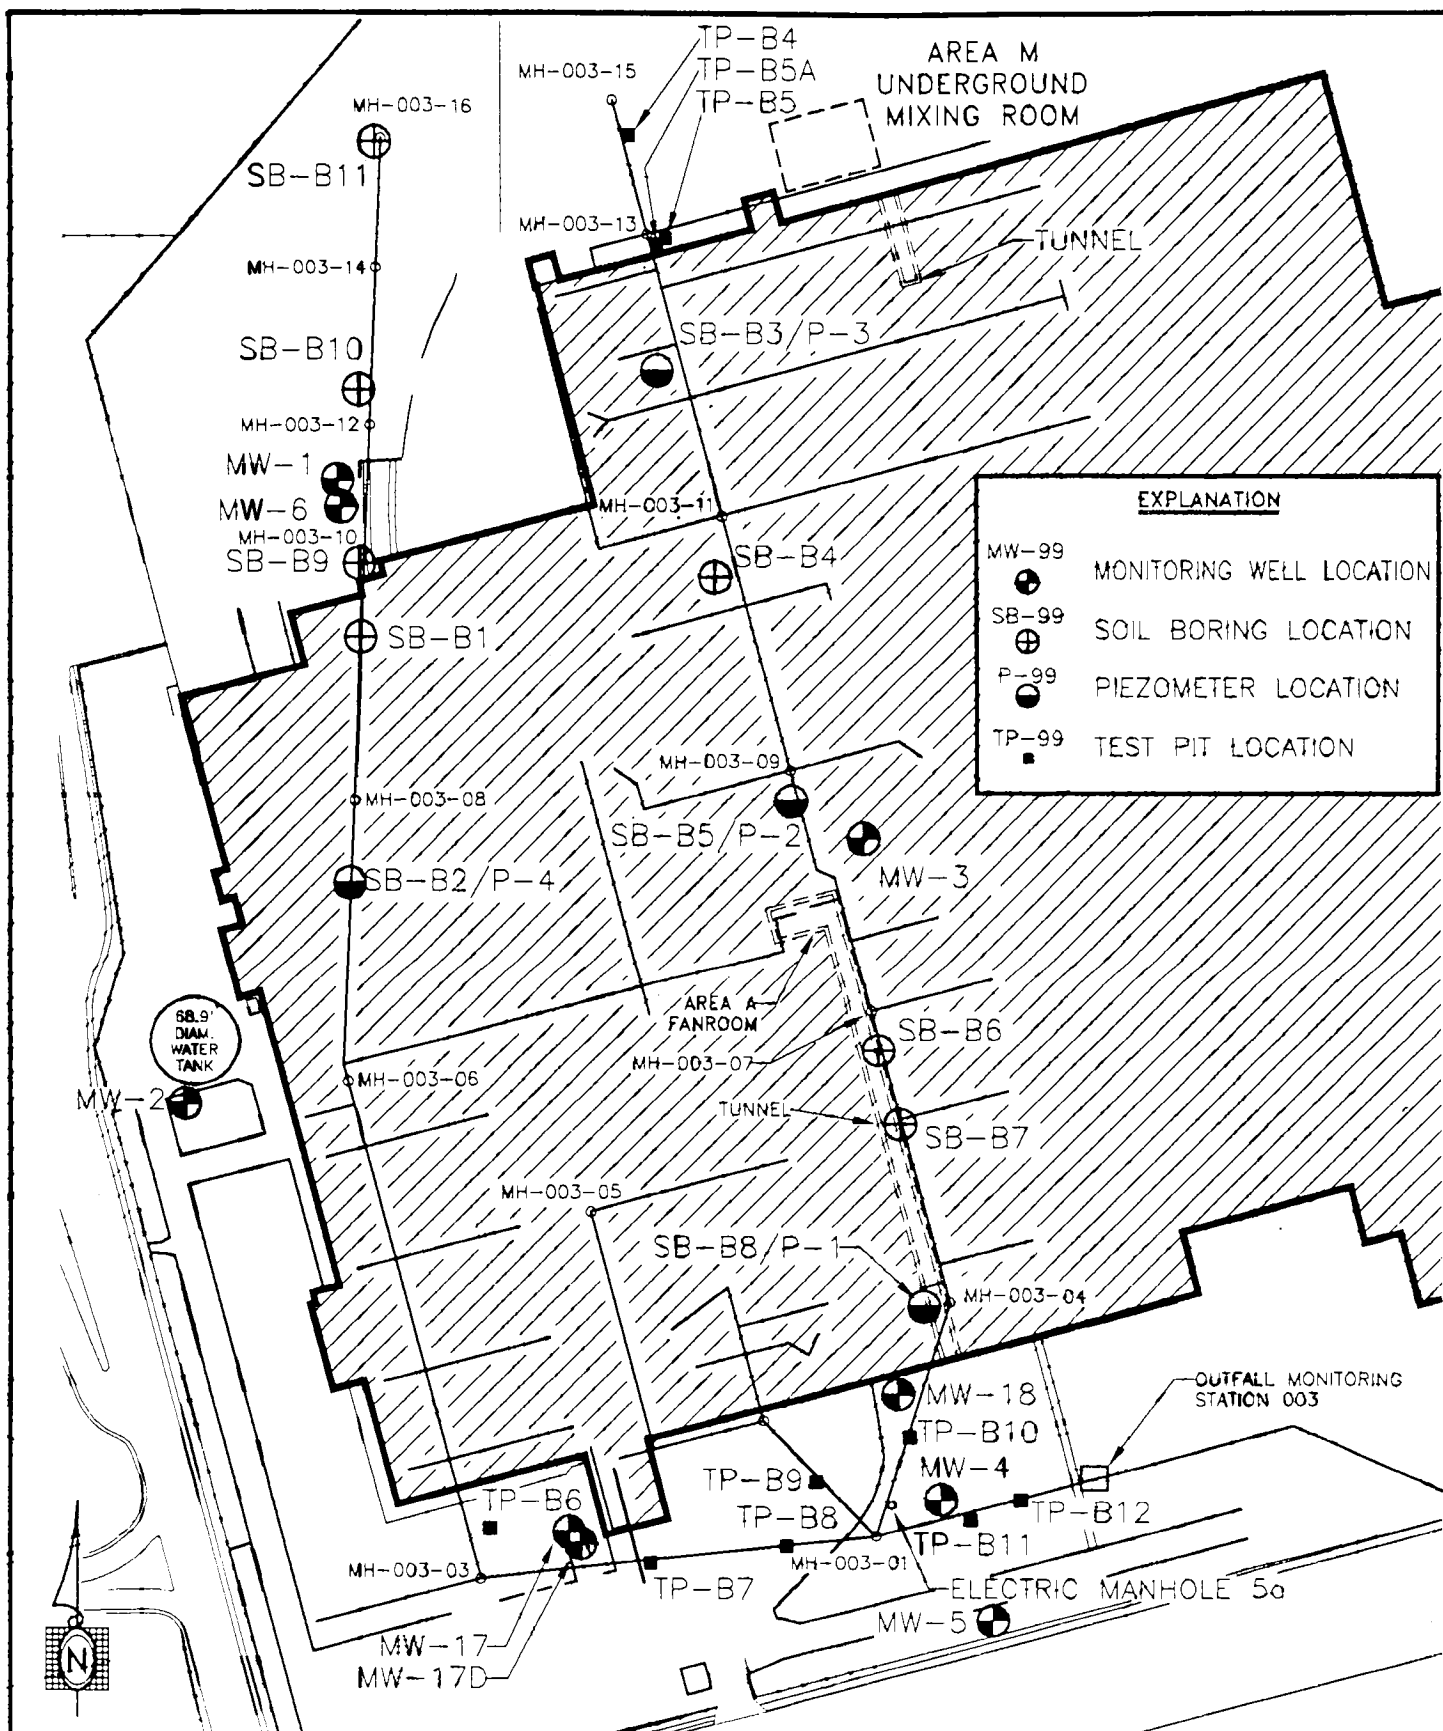 TP-B4
AREA M
UNDERGROUND
MIXING ROOM
MH-003-15
TP-B5A
TP-B5
MH-003-16
SB-B11
MH-003-13
TUNNEL
MH-003-14
SB-B3/P-3
SB-B10
MH-003-12
MW-1
MW-6
MH-003-10
SB-B9
MH-003-11
SB-B4
SB-B1
EXPLANATION
MW-99
MONITORING WELL LOCATION
SB-99
SOIL BORING LOCATION
P-99
PIEZOMETER LOCATION
TP-99
TEST PIT LOCATION
MH-003-09
MH-003-08
SB-B5/P-2
MW-3
SB-B2/P-4
AREA A
FANROOM
68.9'
DIAM.
WATER
TANK
SB-B6
MH-003-07
MH-003-06
MW-2
TUNNEL
SB-B7
MH-003-05
SB-B8/P-1
MH-003-04
OUTFALL MONITORING
STATION 003
MW-18
TP-B10
TP-B9
MW-4
TP-B6
TP-B8
TP-B12
TP-B11
MH-003-01
MH-003-03
TP-B7
ELECTRIC MANHOLE 5a
MW-5
MW-17
MW-17D
N